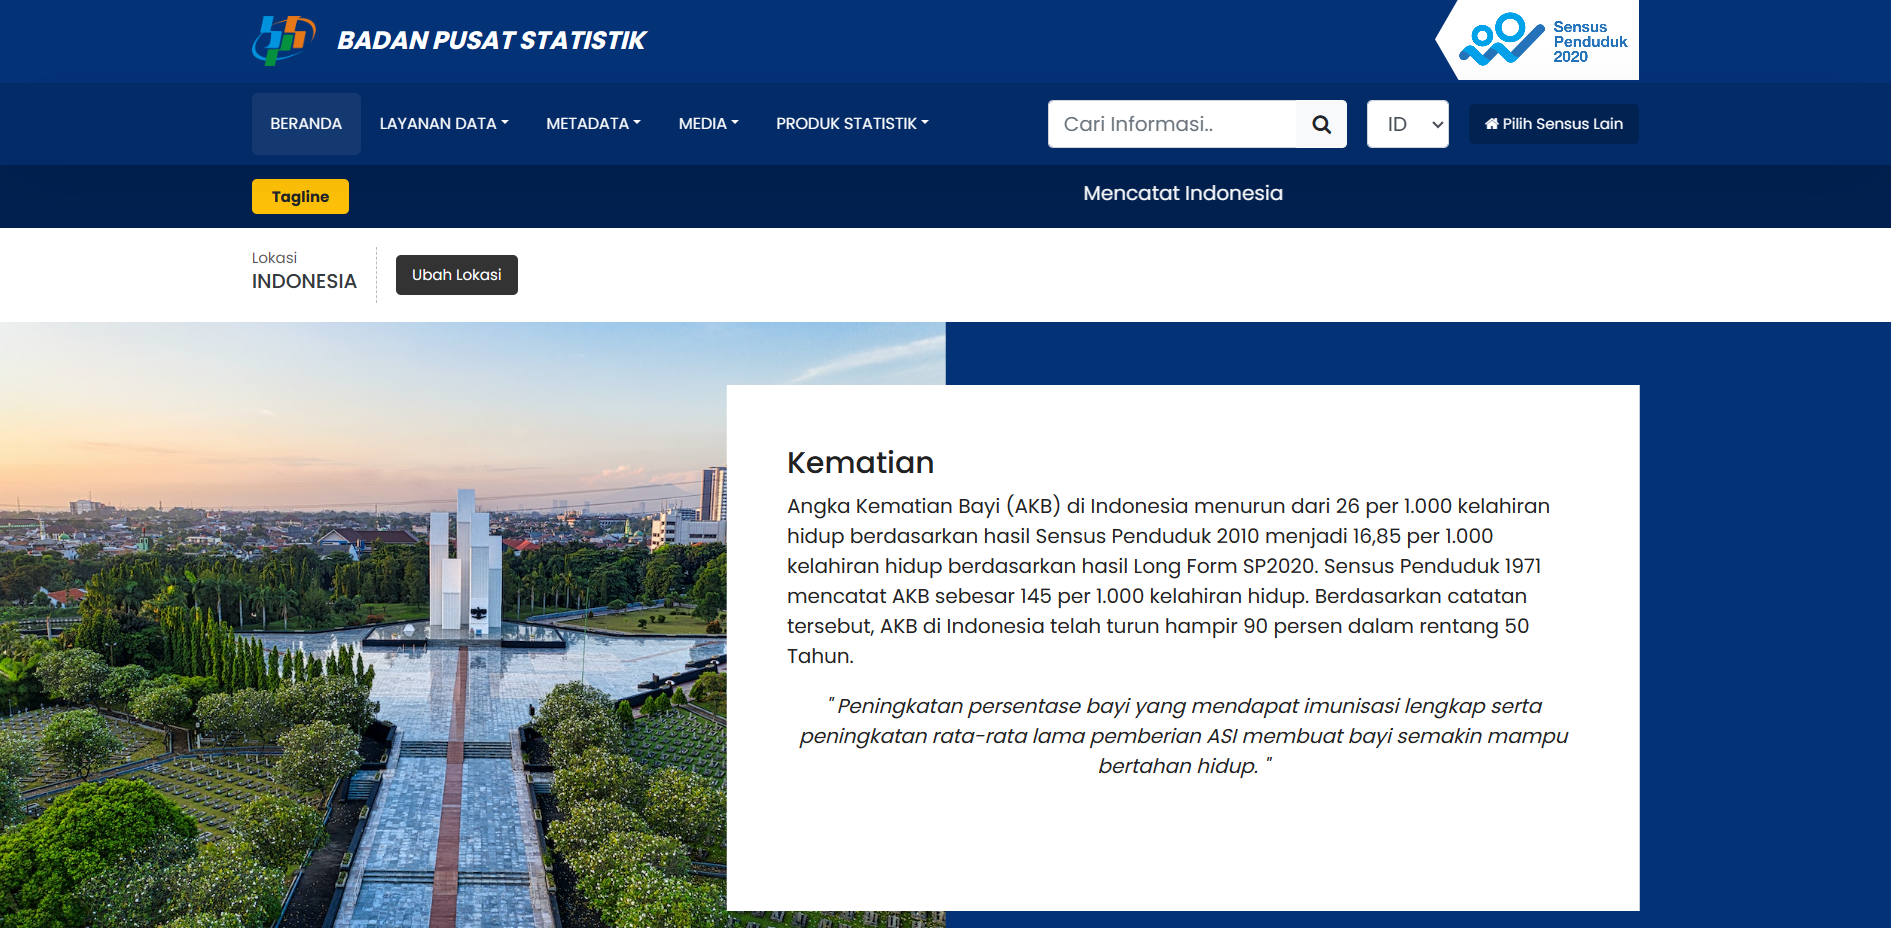 BADAN PUSAT STATISTIK
Sensus
Penduduk
2020
BERANDA
LAYANAN DATA
METADATA
MEDIA
PRODUK STATISTIK
Cari Informasi..
ID
Pilih Sensus Lain
Tagline
Mencatat Indonesia
Lokasi
INDONESIA
Ubah Lokasi
Kematian
Angka Kematian Bayi (AKB) di Indonesia menurun dari 26 per 1.000 kelahiran
hidup berdasarkan hasil Sensus Penduduk 2010 menjadi 16,85 per 1.000
kelahiran hidup berdasarkan hasil Long Form SP2020. Sensus Penduduk 1971
mencatat AKB sebesar 145 per 1.000 kelahiran hidup. Berdasarkan catatan
tersebut, AKB di Indonesia telah turun hampir 90 persen dalam rentang 50
Tahun.
" Peningkatan persentase bayi yang mendapat imunisasi lengkap serta
peningkatan rata-rata lama pemberian ASI membuat bayi semakin mampu
bertahan hidup. "